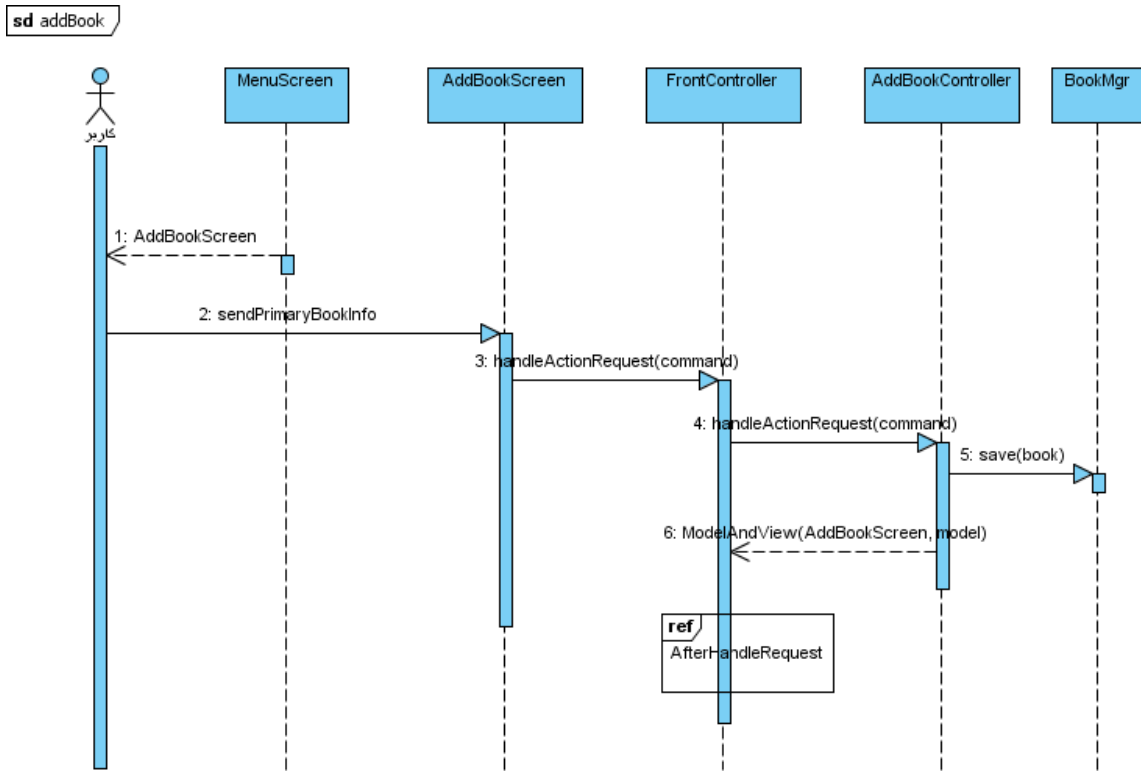 sd addBook
کاربر
MenuScreen
AddBookScreen
FrontController
AddBookController
BookMgr
1: AddBookScreen
2: sendPrimaryBookInfo
3: handleActionRequest(command)
4: handleActionRequest(command)
5: save(book)
6: ModelAndView(AddBookScreen, model)
ref
AfterHandleRequest